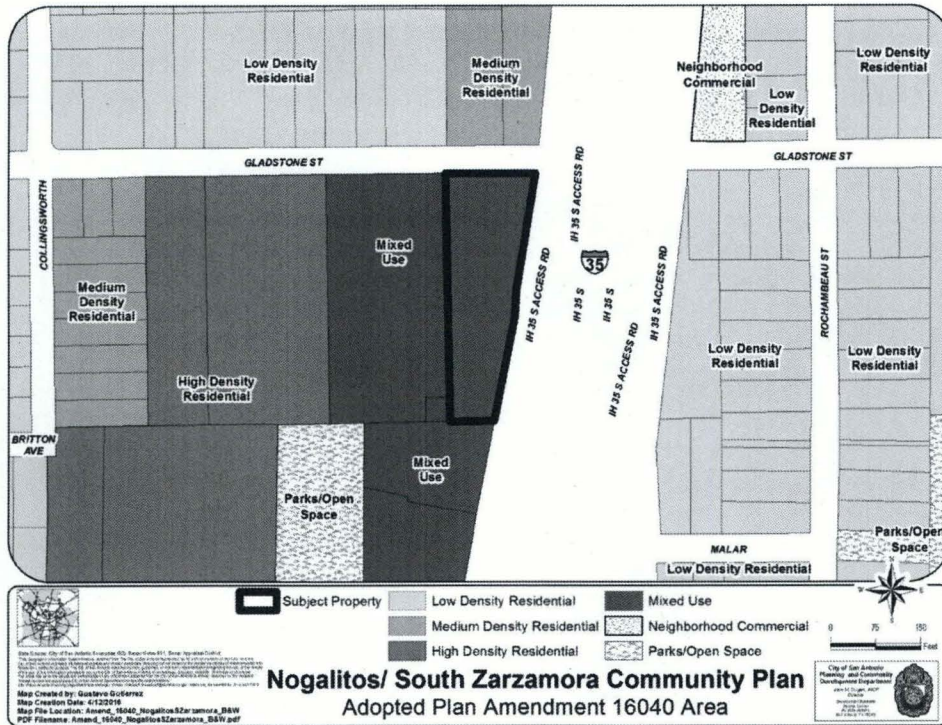 Low Density
Residential
Medium
Density
Residential
Neighborhood
Commercial
Low
Density
Residential
Low Density
Residential
GLADSTONE ST
GLADSTONE ST
COLLINGSWORTH
IH 35 S ACCESS RD
Mixed
Use
35
IH 35 S
IH 35 S
IH 35 S ACCESS RD
IH 35 S ACCESS RD
IH 35 S ACCESS RD
ROCHAMBEAU ST
Medium
Density
Residential
High Density
Residential
Low Density
Residential
Low Density
Residential
BRITTON
AVE
Mixed
Use
Parks/Open
Space
Parks/Open
Space
MALAR
Low Density Residential
N
W
E
S
Subject Property
Low Density Residential
Mixed Use
Medium Density Residential
Neighborhood Commercial
High Density Residential
Parks/Open Space
0 75 150
Feet
Map Created by: Gustavo Gutierrez
Map Creation Date: 4/12/2016
Map File Location: Amend_16040_NogalitosSZarzamora_B&W
PDF Filename: Amend_16040_NogalitosSZarzamora_B&W.pdf
Nogalitos/ South Zarzamora Community Plan
Adopted Plan Amendment 16040 Area
City of San Antonio
Planning and Community
Development Department